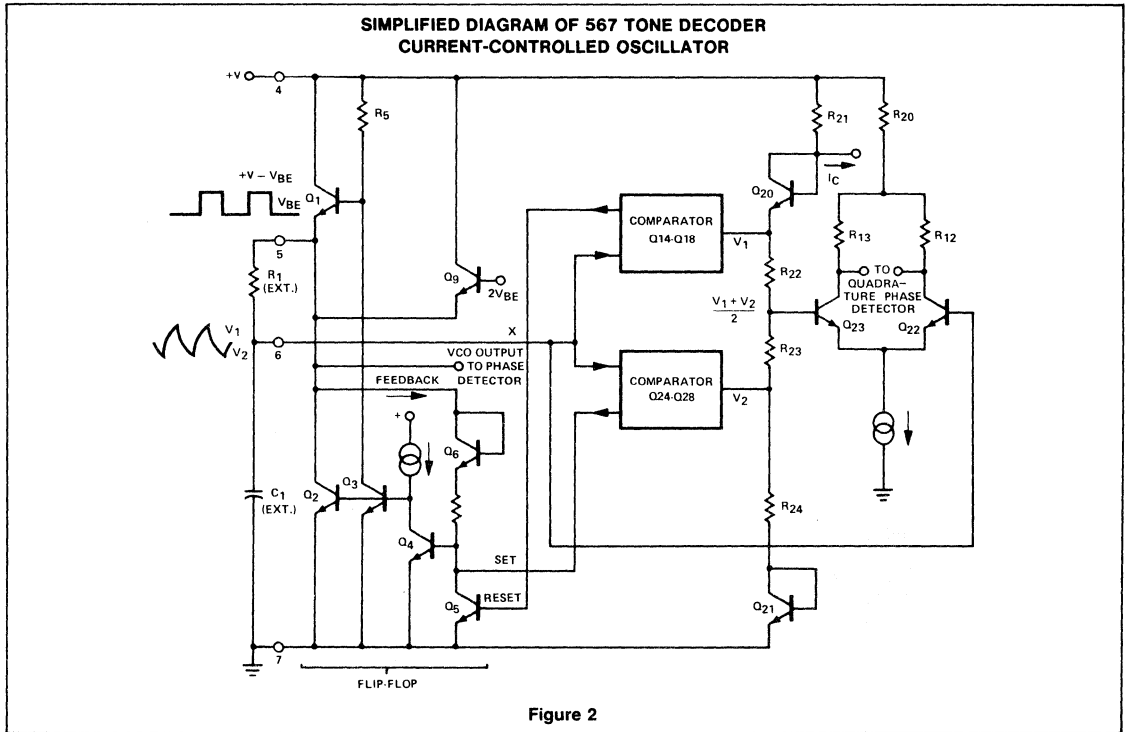 SIMPLIFIED DIAGRAM OF 567 TONE DECODER
CURRENT-CONTROLLED OSCILLATOR
+V
4
R5
R21
R20
IC
+V − VBE
VBE
Q1
Q20
5
R1
(EXT.)
Q9
2VBE
COMPARATOR
Q14-Q18
V1
R22
R13
R12
TO
QUADRA-
TURE PHASE
DETECTOR
V1 + V2
2
Q23
Q22
V1
V2
6
X
VCO OUTPUT
TO PHASE
DETECTOR
FEEDBACK
COMPARATOR
Q24-Q28
V2
R23
+
Q6
C1
(EXT.)
Q2
Q3
Q4
R24
SET
RESET
Q5
Q21
7
FLIP-FLOP
Figure 2